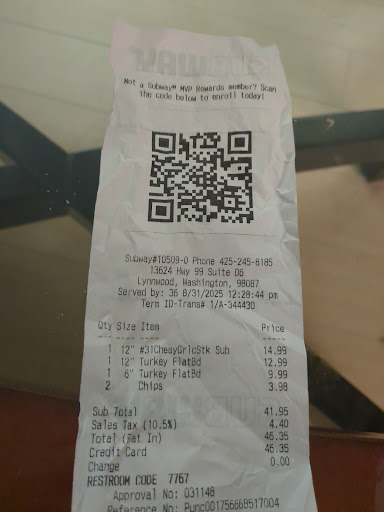 Not a Subway® MVP Rewards member? Scan
the code below to enroll today!
Subway#10509-0 Phone 425-245-8185
13624 Hwy 99 Suite D5
Lynnwood, Washington, 98087
Served by: 36 8/31/2025 12:28:44 pm
Term ID-Trans# 1/A-344430
Qty Size Item Price
1 12" #31ChesyGrlcStk Sub 14.99
1 12" Turkey FlatBd 12.99
1 6" Turkey FlatBd 9.99
2 Chips 3.98
Sub Total 41.95
Sales Tax (10.5%) 4.40
Total (Eat In) 46.35
Credit Card 46.35
Change 0.00
RESTROOM CODE 7767
Approval No: 031148
Reference No: Punc001756668517004